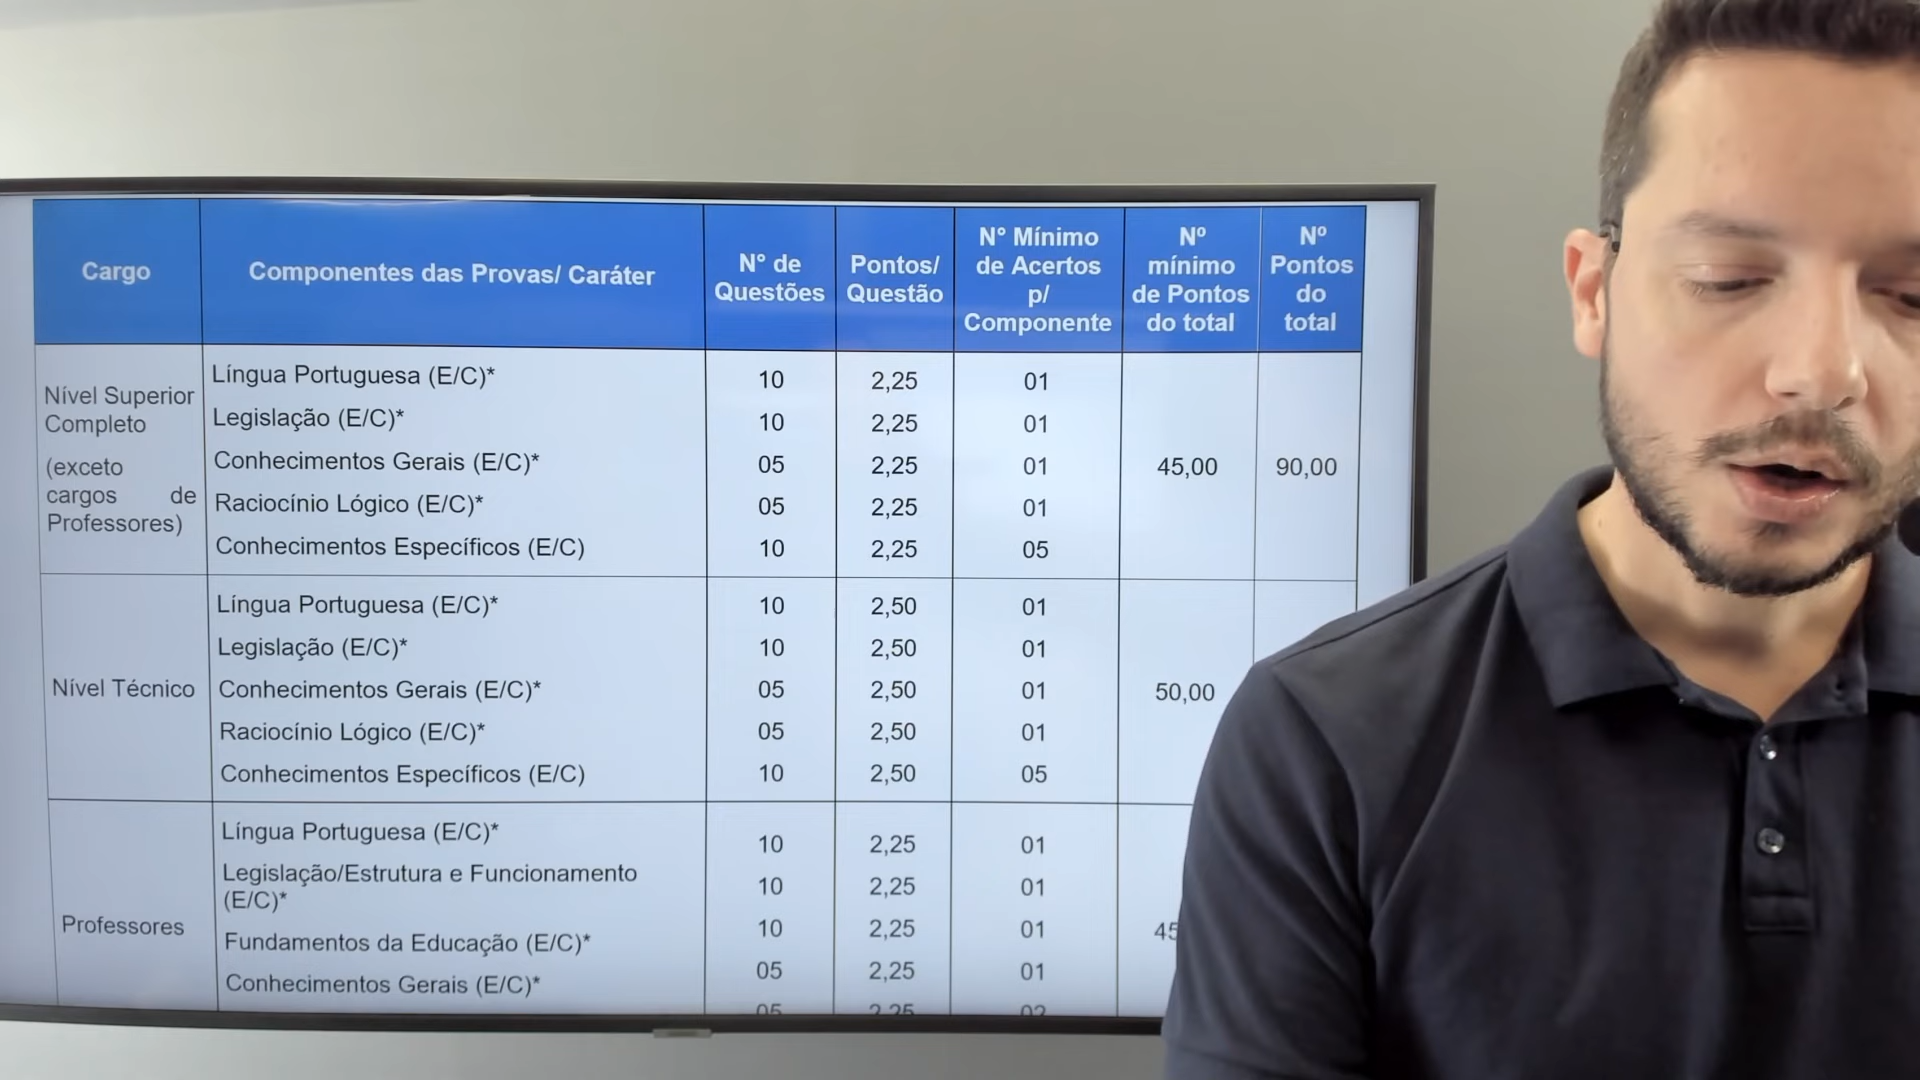 Cargo
Componentes das Provas/ Caráter
N° de
Questões
Pontos/
Questão
N° Mínimo
de Acertos
p/
Componente
Nº
mínimo
de Pontos
do total
Nº
Pontos
do
total
Nível Superior
Completo
(exceto
cargos de
Professores)
Língua Portuguesa (E/C)* 10 2,25 01
Legislação (E/C)* 10 2,25 01
Conhecimentos Gerais (E/C)* 05 2,25 01
Raciocínio Lógico (E/C)* 05 2,25 01
Conhecimentos Específicos (E/C) 10 2,25 05
45,00 90,00
Nível Técnico
Língua Portuguesa (E/C)* 10 2,50 01
Legislação (E/C)* 10 2,50 01
Conhecimentos Gerais (E/C)* 05 2,50 01
Raciocínio Lógico (E/C)* 05 2,50 01
Conhecimentos Específicos (E/C) 10 2,50 05
50,00
Professores
Língua Portuguesa (E/C)* 10 2,25 01
Legislação/Estrutura e Funcionamento
(E/C)* 10 2,25 01
Fundamentos da Educação (E/C)* 10 2,25 01
Conhecimentos Gerais (E/C)* 05 2,25 01
05 2,25 02
45